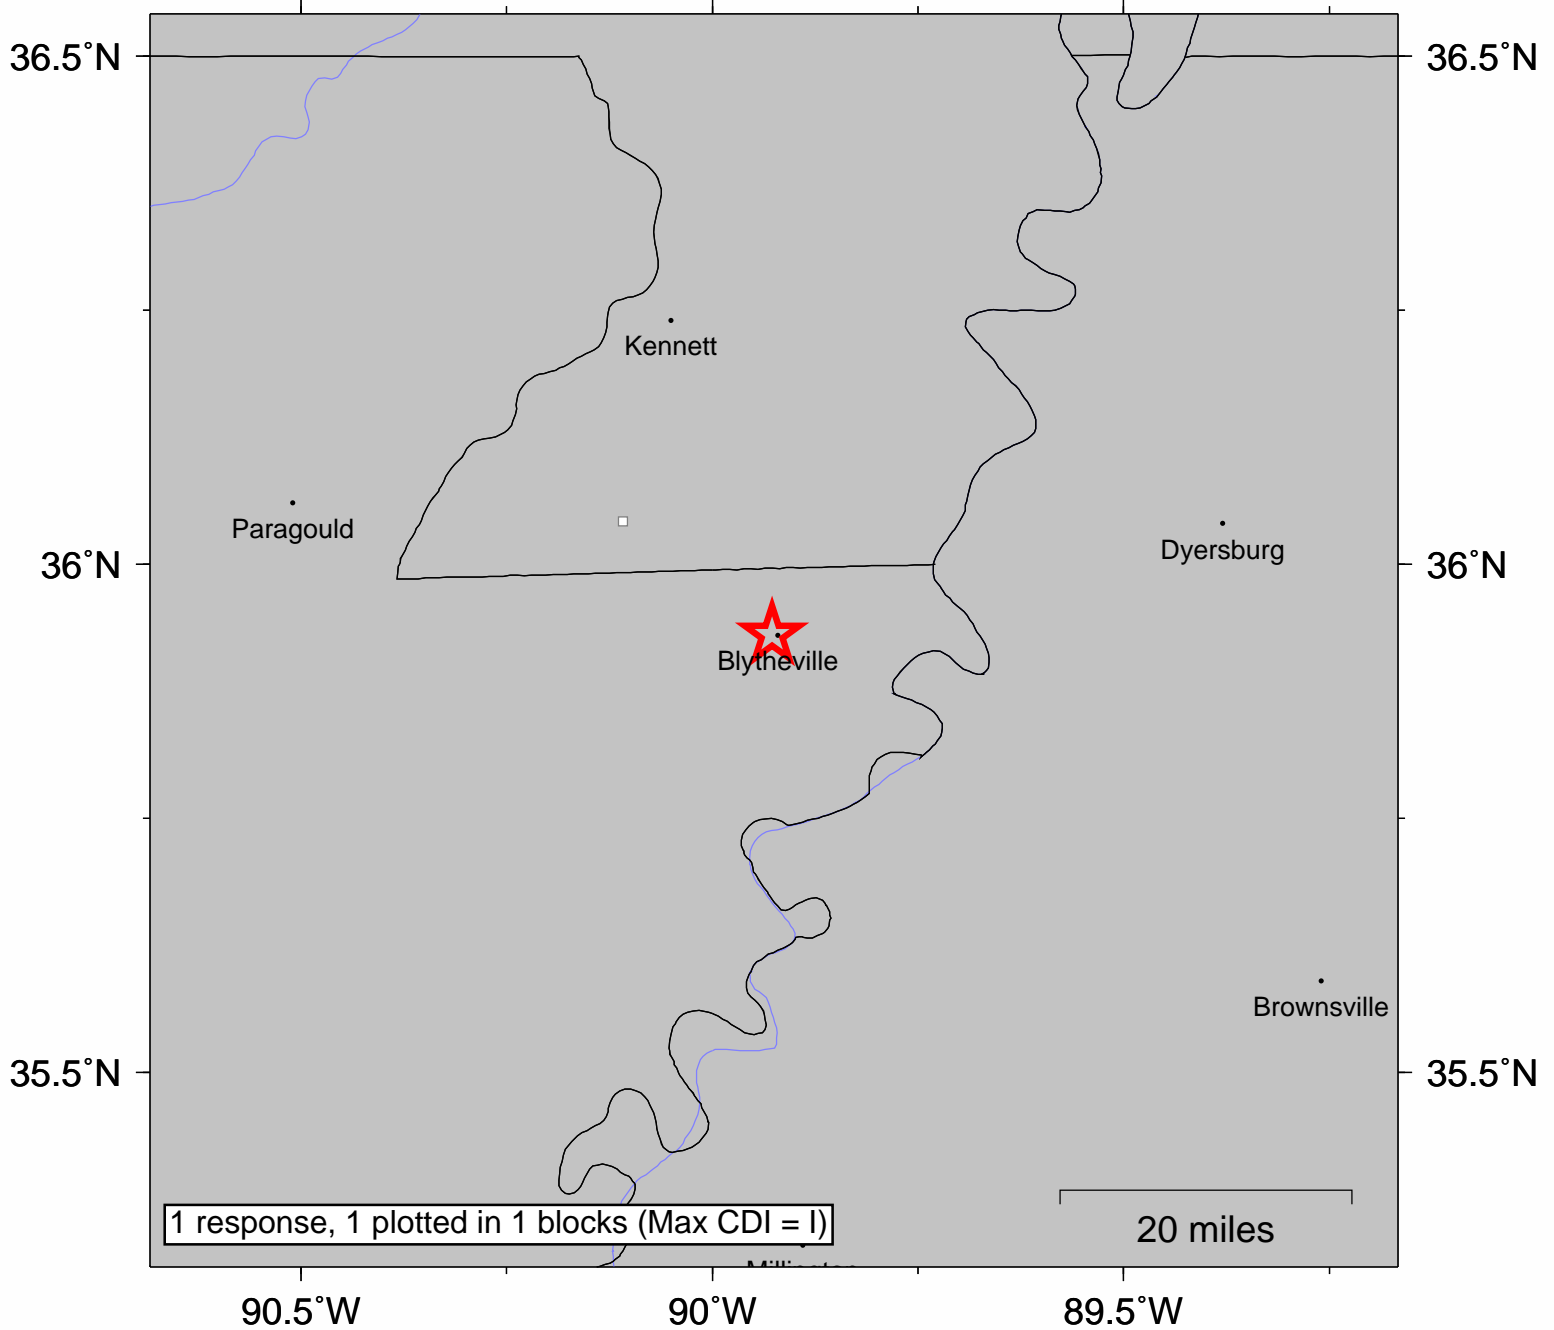 36.5˚N 36.5˚N
Kennett
Paragould
Dyersburg
36˚N 36˚N
Blytheville
Brownsville
35.5˚N 35.5˚N
1 response, 1 plotted in 1 blocks (Max CDI = I)
20 miles
90.5˚W 90˚W 89.5˚W